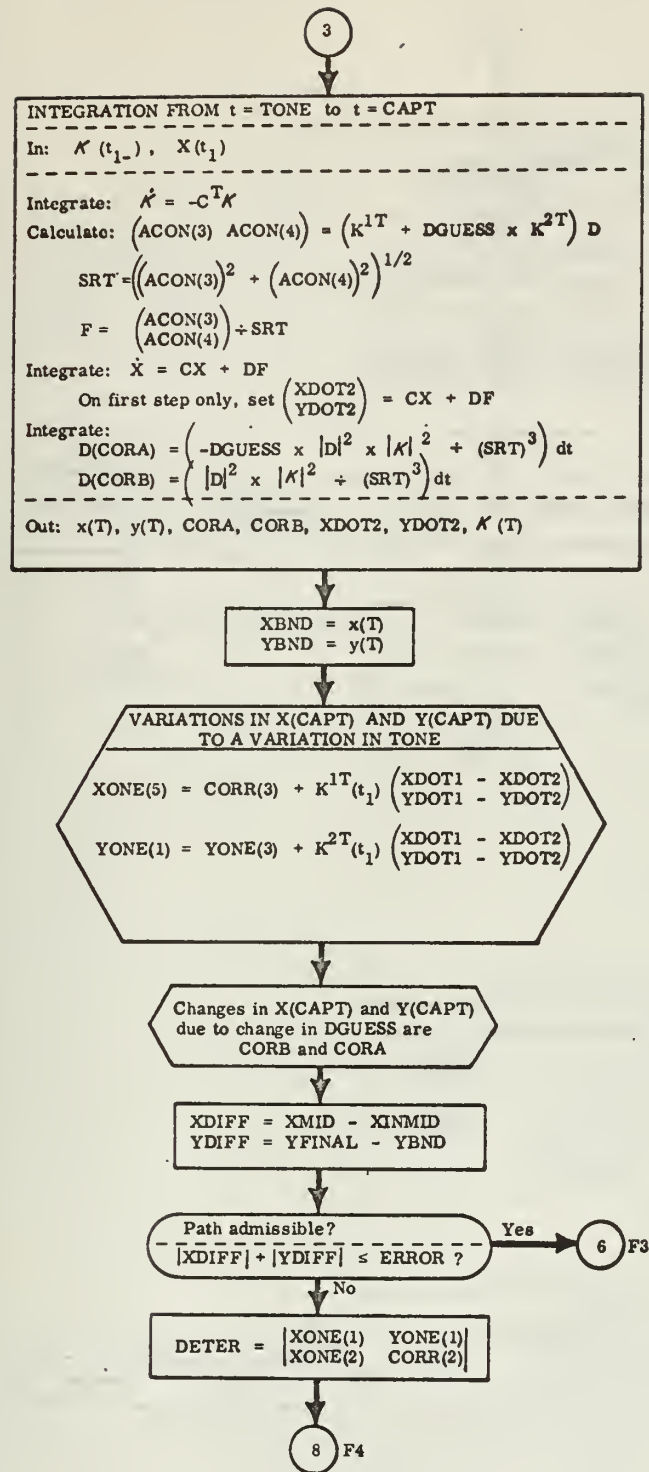 3
INTEGRATION FROM t = TONE to t = CAPT
In: K (t₁₋) , X(t₁)
Integrate: K̇ = -CᵀK
Calculate: (ACON(3) ACON(4)) = (K¹ᵀ + DGUESS x K²ᵀ) D
SRT = ((ACON(3))² + (ACON(4))²)^1/2
F = (ACON(3)
ACON(4)) ÷ SRT
Integrate: Ẋ = CX + DF
On first step only, set (XDOT2
YDOT2) = CX + DF
Integrate:
D(CORA) = (-DGUESS x |D|² x |K|² ÷ (SRT)³) dt
D(CORB) = (|D|² x |K|² ÷ (SRT)³) dt
Out: x(T), y(T), CORA, CORB, XDOT2, YDOT2, K (T)
XBND = x(T)
YBND = y(T)
VARIATIONS IN X(CAPT) AND Y(CAPT) DUE
TO A VARIATION IN TONE
XONE(5) = CORR(3) + K¹ᵀ(t₁) (XDOT1 - XDOT2
YDOT1 - YDOT2)
YONE(1) = YONE(3) + K²ᵀ(t₁) (XDOT1 - XDOT2
YDOT1 - YDOT2)
Changes in X(CAPT) and Y(CAPT)
due to change in DGUESS are
CORB and CORA
XDIFF = XMID - XINMID
YDIFF = YFINAL - YBND
Path admissible?
Yes
6 F3
|XDIFF| + |YDIFF| ≤ ERROR ?
No
DETER = |XONE(1) YONE(1)|
|XONE(2) CORR(2)|
8 F4